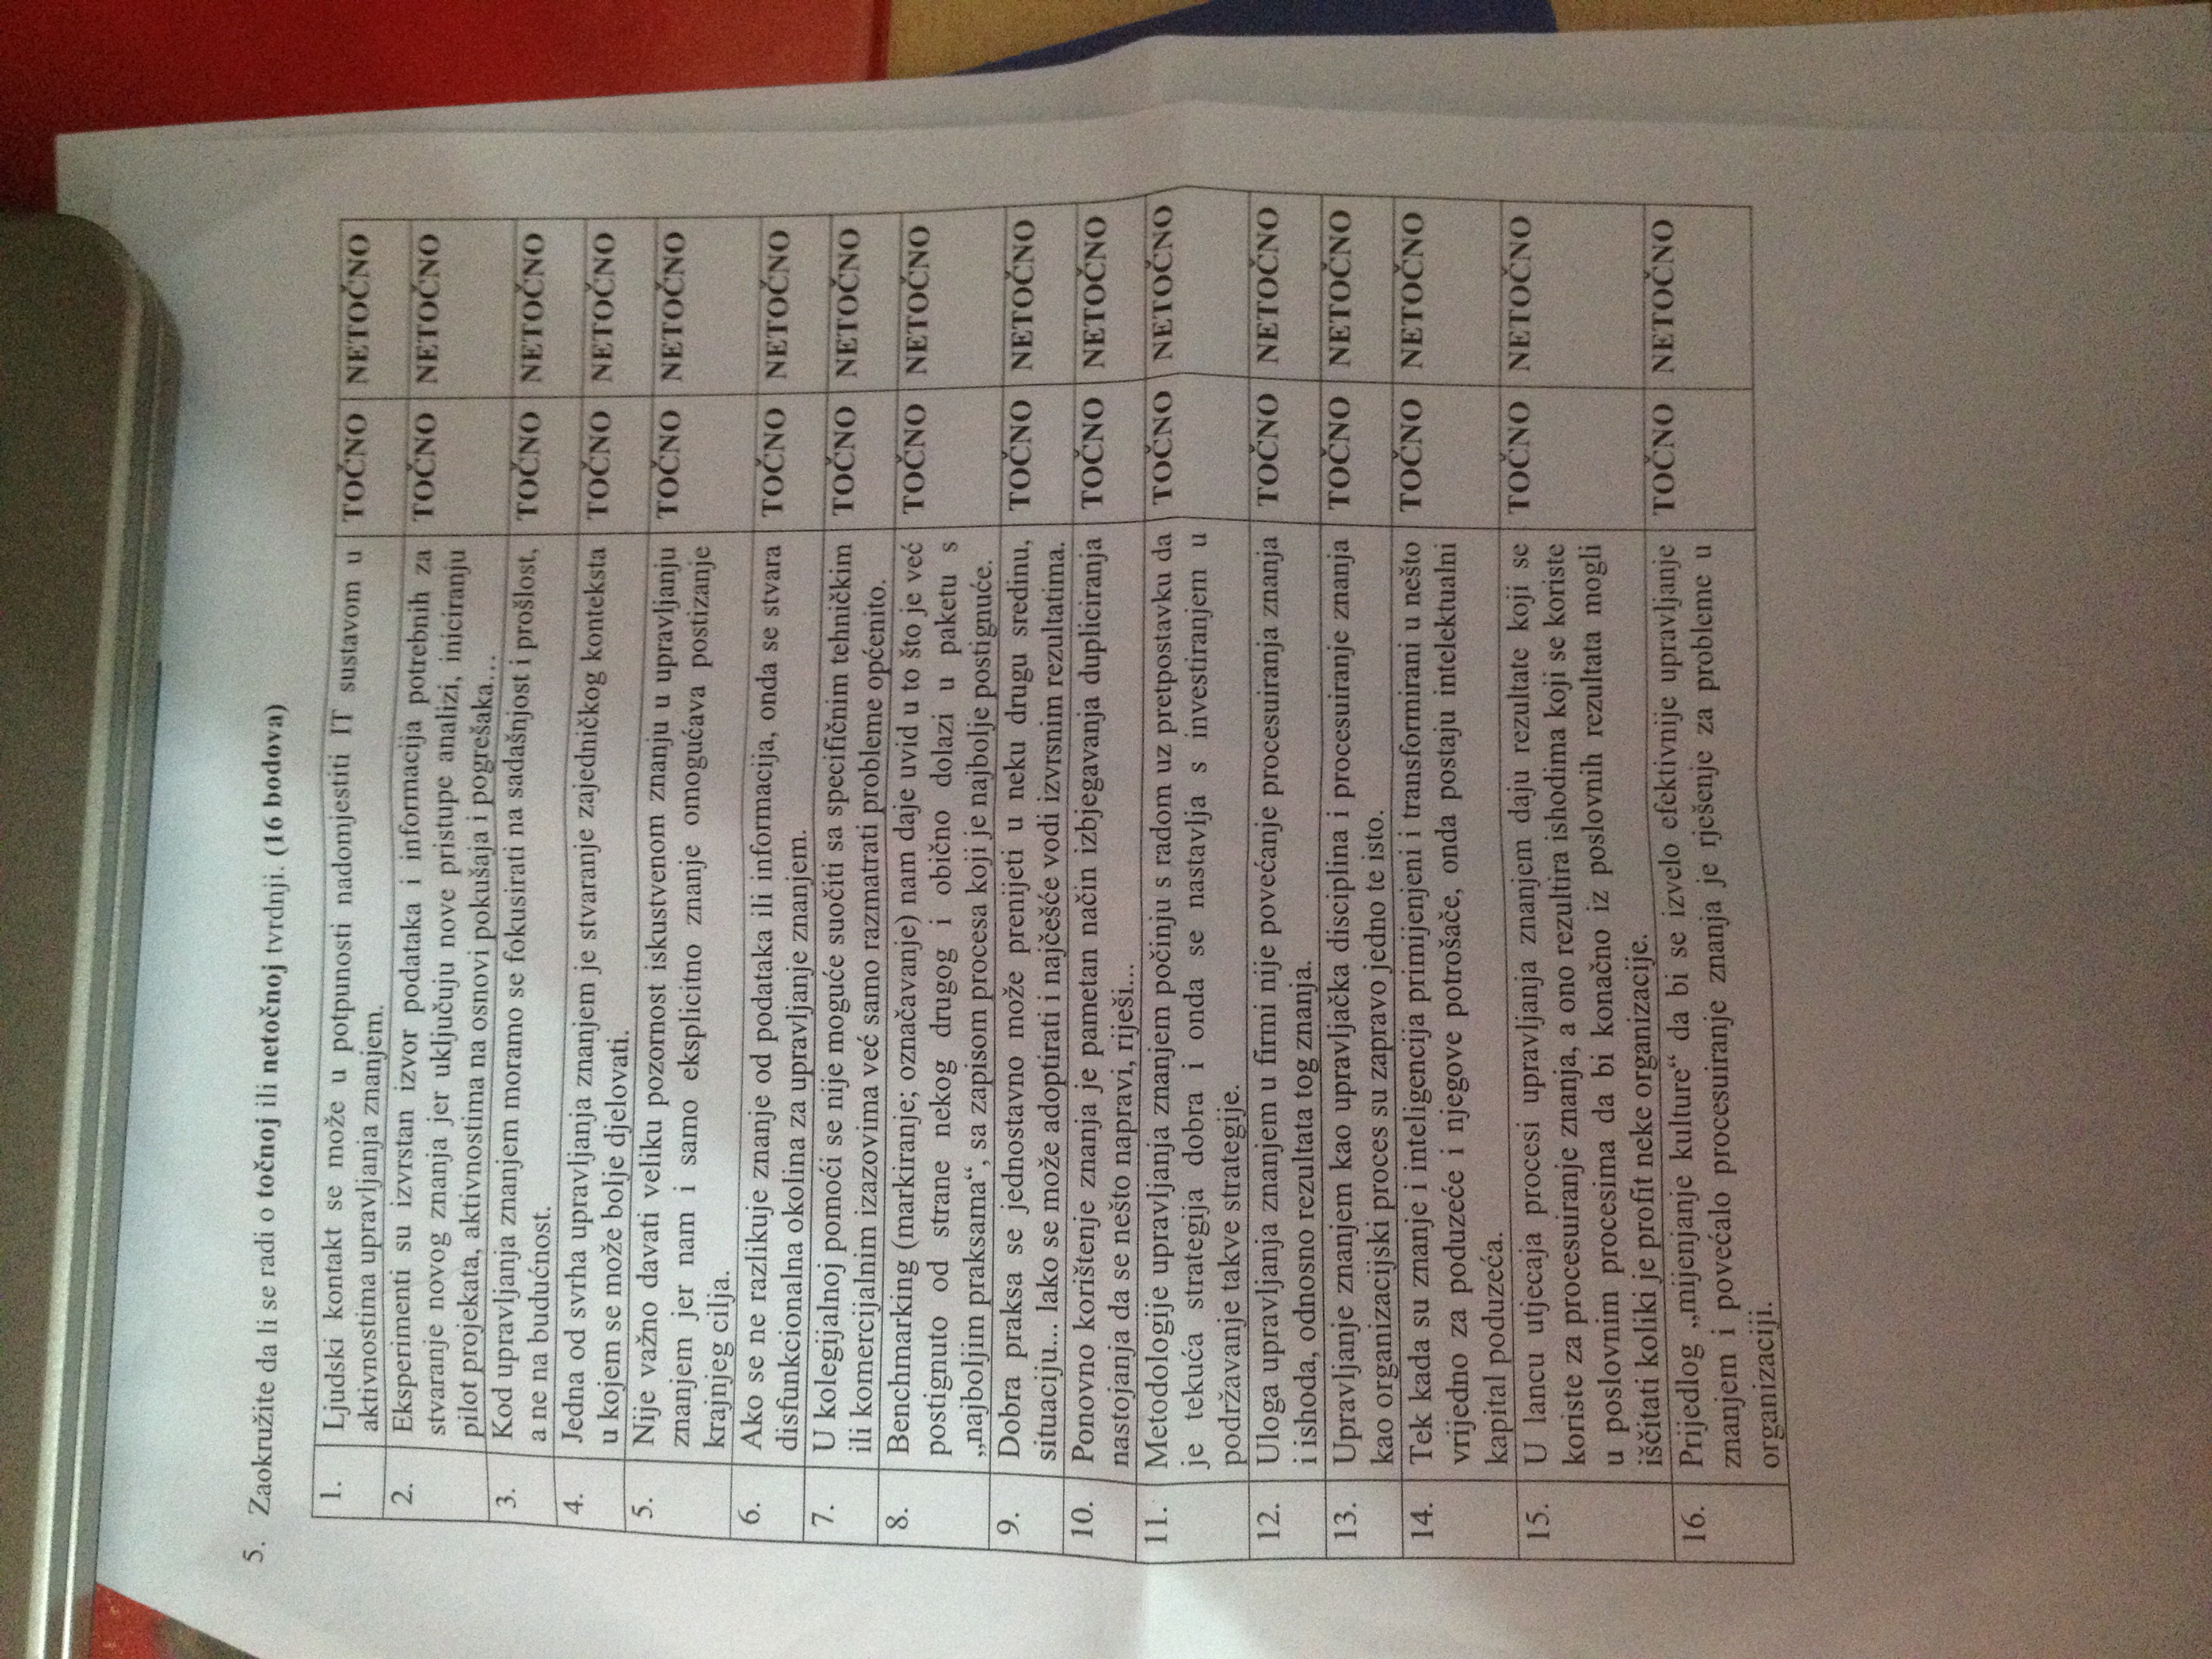 5. Zaokružite da li se radi o točnoj ili netočnoj tvrdnji. (16 bodova)
1. Ljudski kontakt se može u potpunosti nadomjestiti IT sustavom u TOČNO NETOČNO
aktivnostima upravljanja znanjem.
2. Eksperimenti su izvrstan izvor podataka i informacija potrebnih za TOČNO NETOČNO
stvaranje novog znanja jer uključuju nove pristupe analizi, iniciranju
pilot projekata, aktivnostima na osnovi pokušaja i pogrešaka…
3. Kod upravljanja znanjem moramo se fokusirati na sadašnjost i prošlost, TOČNO NETOČNO
a ne na budućnost.
4. Jedna od svrha upravljanja znanjem je stvaranje zajedničkog konteksta TOČNO NETOČNO
u kojem se može bolje djelovati.
5. Nije važno davati veliku pozornost iskustvenom znanju u upravljanju TOČNO NETOČNO
znanjem jer nam i samo eksplicitno znanje omogućava postizanje
krajnjeg cilja.
6. Ako se ne razlikuje znanje od podataka ili informacija, onda se stvara TOČNO NETOČNO
disfunkcionalna okolina za upravljanje znanjem.
7. U kolegijalnoj pomoći se nije moguće suočiti sa specifičnim tehničkim TOČNO NETOČNO
ili komercijalnim izazovima već samo razmatrati probleme općenito.
8. Benchmarking (markiranje; označavanje) nam daje uvid u to što je već TOČNO NETOČNO
postignuto od strane nekog drugog i obično dolazi u paketu s
„najboljim praksama“, sa zapisom procesa koji je najbolje postignuće.
9. Dobra praksa se jednostavno može prenijeti u neku drugu sredinu, TOČNO NETOČNO
situaciju... lako se može adoptirati i najčešće vodi izvrsnim rezultatima.
10. Ponovno korištenje znanja je pametan način izbjegavanja dupliciranja TOČNO NETOČNO
nastojanja da se nešto napravi, riješi…
11. Metodologije upravljanja znanjem počinju s radom uz pretpostavku da TOČNO NETOČNO
je tekuća strategija dobra i onda se nastavlja s investiranjem u
podržavanje takve strategije.
12. Uloga upravljanja znanjem u firmi nije povećanje procesuiranja znanja TOČNO NETOČNO
i ishoda, odnosno rezultata tog znanja.
13. Upravljanje znanjem kao upravljačka disciplina i procesuiranje znanja TOČNO NETOČNO
kao organizacijski proces su zapravo jedno te isto.
14. Tek kada su znanje i inteligencija primijenjeni i transformirani u nešto TOČNO NETOČNO
vrijedno za poduzeće i njegove potrošače, onda postaju intelektualni
kapital poduzeća.
15. U lancu utjecaja procesi upravljanja znanjem daju rezultate koji se TOČNO NETOČNO
koriste za procesuiranje znanja, a ono rezultira ishodima koji se koriste
u poslovnim procesima da bi konačno iz poslovnih rezultata mogli
iščitati koliki je profit neke organizacije.
16. Prijedlog „mijenjanje kulture“ da bi se izvelo efektivnije upravljanje TOČNO NETOČNO
znanjem i povećalo procesuiranje znanja je rješenje za probleme u
organizaciji.